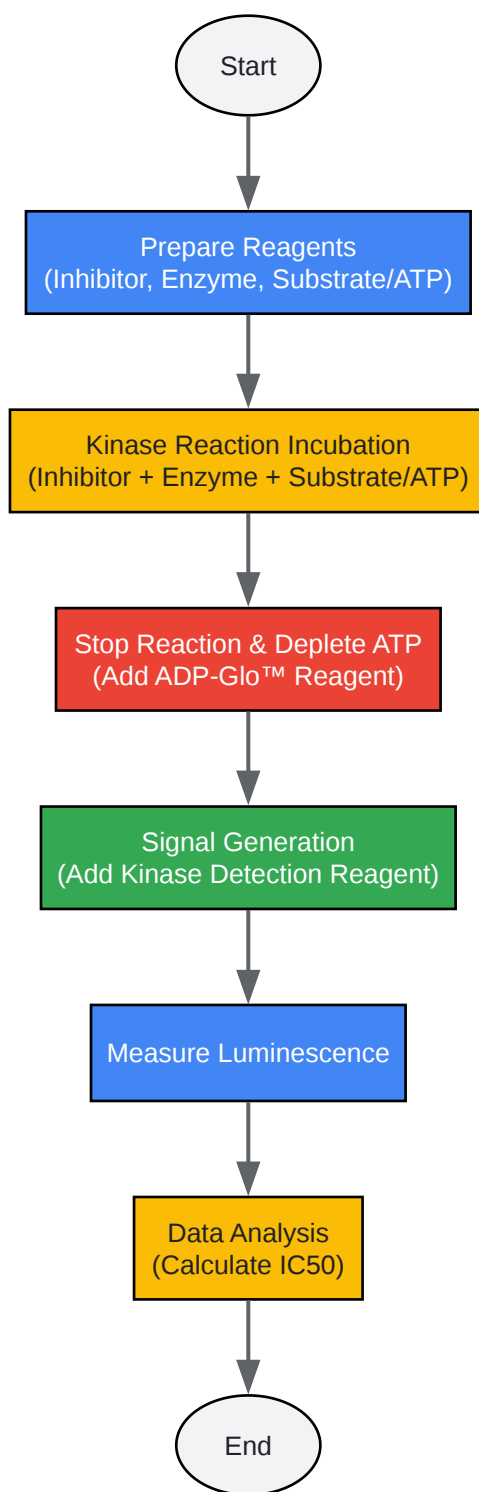 Start
Prepare Reagents
(Inhibitor, Enzyme, Substrate/ATP)
Kinase Reaction Incubation
(Inhibitor + Enzyme + Substrate/ATP)
Stop Reaction & Deplete ATP
(Add ADP-Glo™ Reagent)
Signal Generation
(Add Kinase Detection Reagent)
Measure Luminescence
Data Analysis
(Calculate IC50)
End